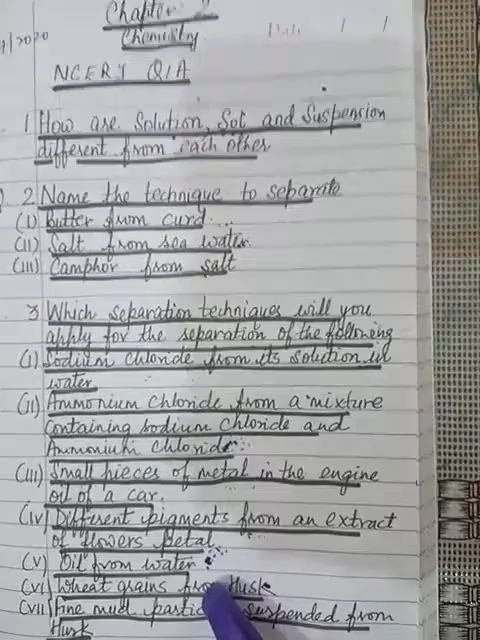 Chapter 2
Chemistry
/2020
Date / /
NCERY Q1A
1 How are Solution, Sol and Suspension
different from each other
2 Name the technique to separate
(i) Butter from curd
(ii) Salt from sea water
(iii) Camphor from salt
3 Which separation techniques will you
apply for the separation of the following
(i) Sodium chloride from its solution in
water
(ii) Ammonium Chloride from a mixture
containing sodium chloride and
Ammonium chloride
(iii) Small pieces of metal in the engine
oil of a car.
(iv) Different pigments from an extract
of flowers Petal
(v) Oil from water
(vi) Wheat grains from Husk
(vii Fine mud suspended from
Husk